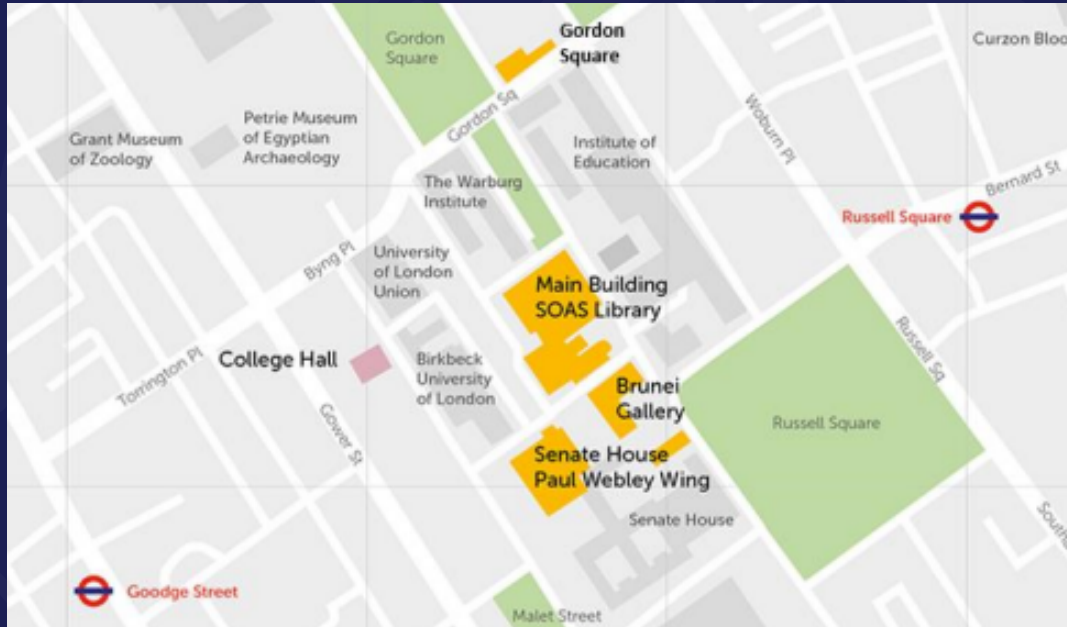 Gordon
Square
Gordon
Square
Curzon Bloo
Gordon Sq
Woburn Pl
Petrie Museum
of Egyptian
Archaeology
Grant Museum
of Zoology
Institute of
Education
The Warburg
Institute
Bernard St
Russell Square
University
of London
Union
Byng Pl
Main Building
SOAS Library
College Hall
Torrington Pl
Birkbeck
University
of London
Russell Sq
Brunei
Gallery
Gower St
Russell Square
Senate House
Paul Webley Wing
Senate House
South
Goodge Street
Malet Street